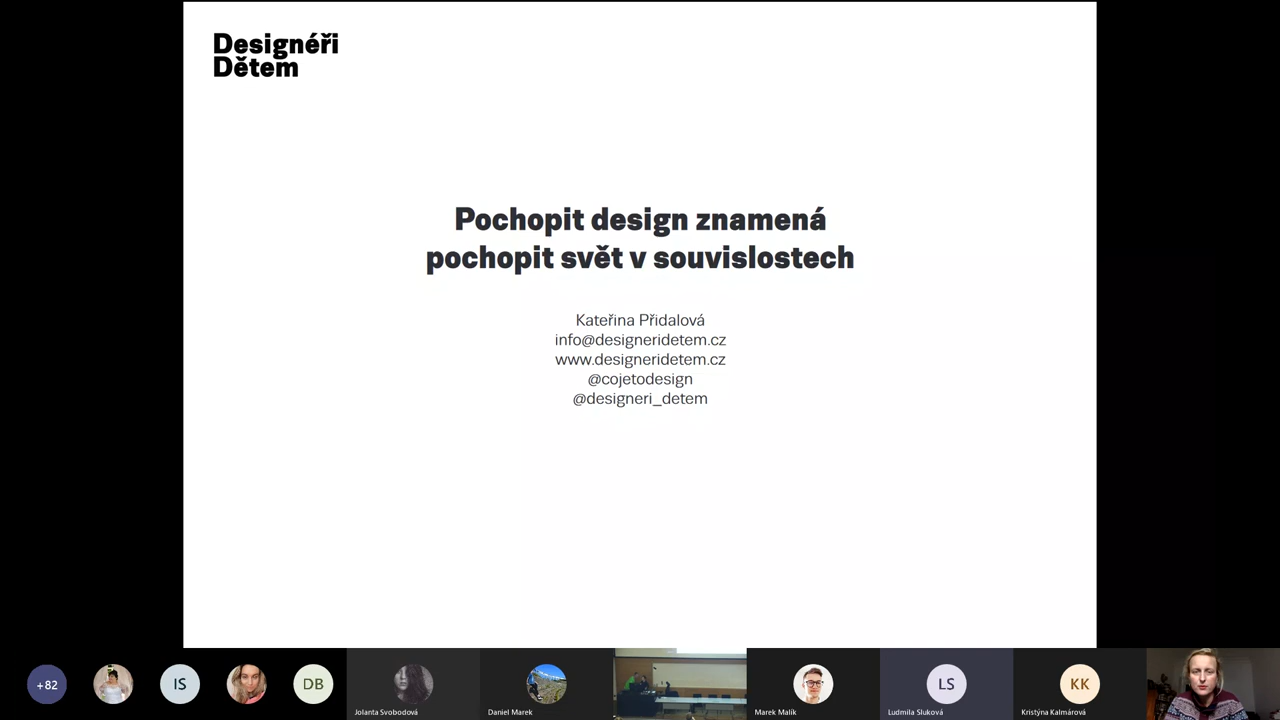 Designéři
Dětem
Pochopit design znamená
pochopit svět v souvislostech
Kateřina Přidalová
info@designeridetem.cz
www.designeridetem.cz
@cojetodesign
@designeri_detem
+82
IS
DB
Jolanta Svobodová
Daniel Marek
Marek Malík
LS
Ludmila Sluková
KK
Kristýna Kalmárová